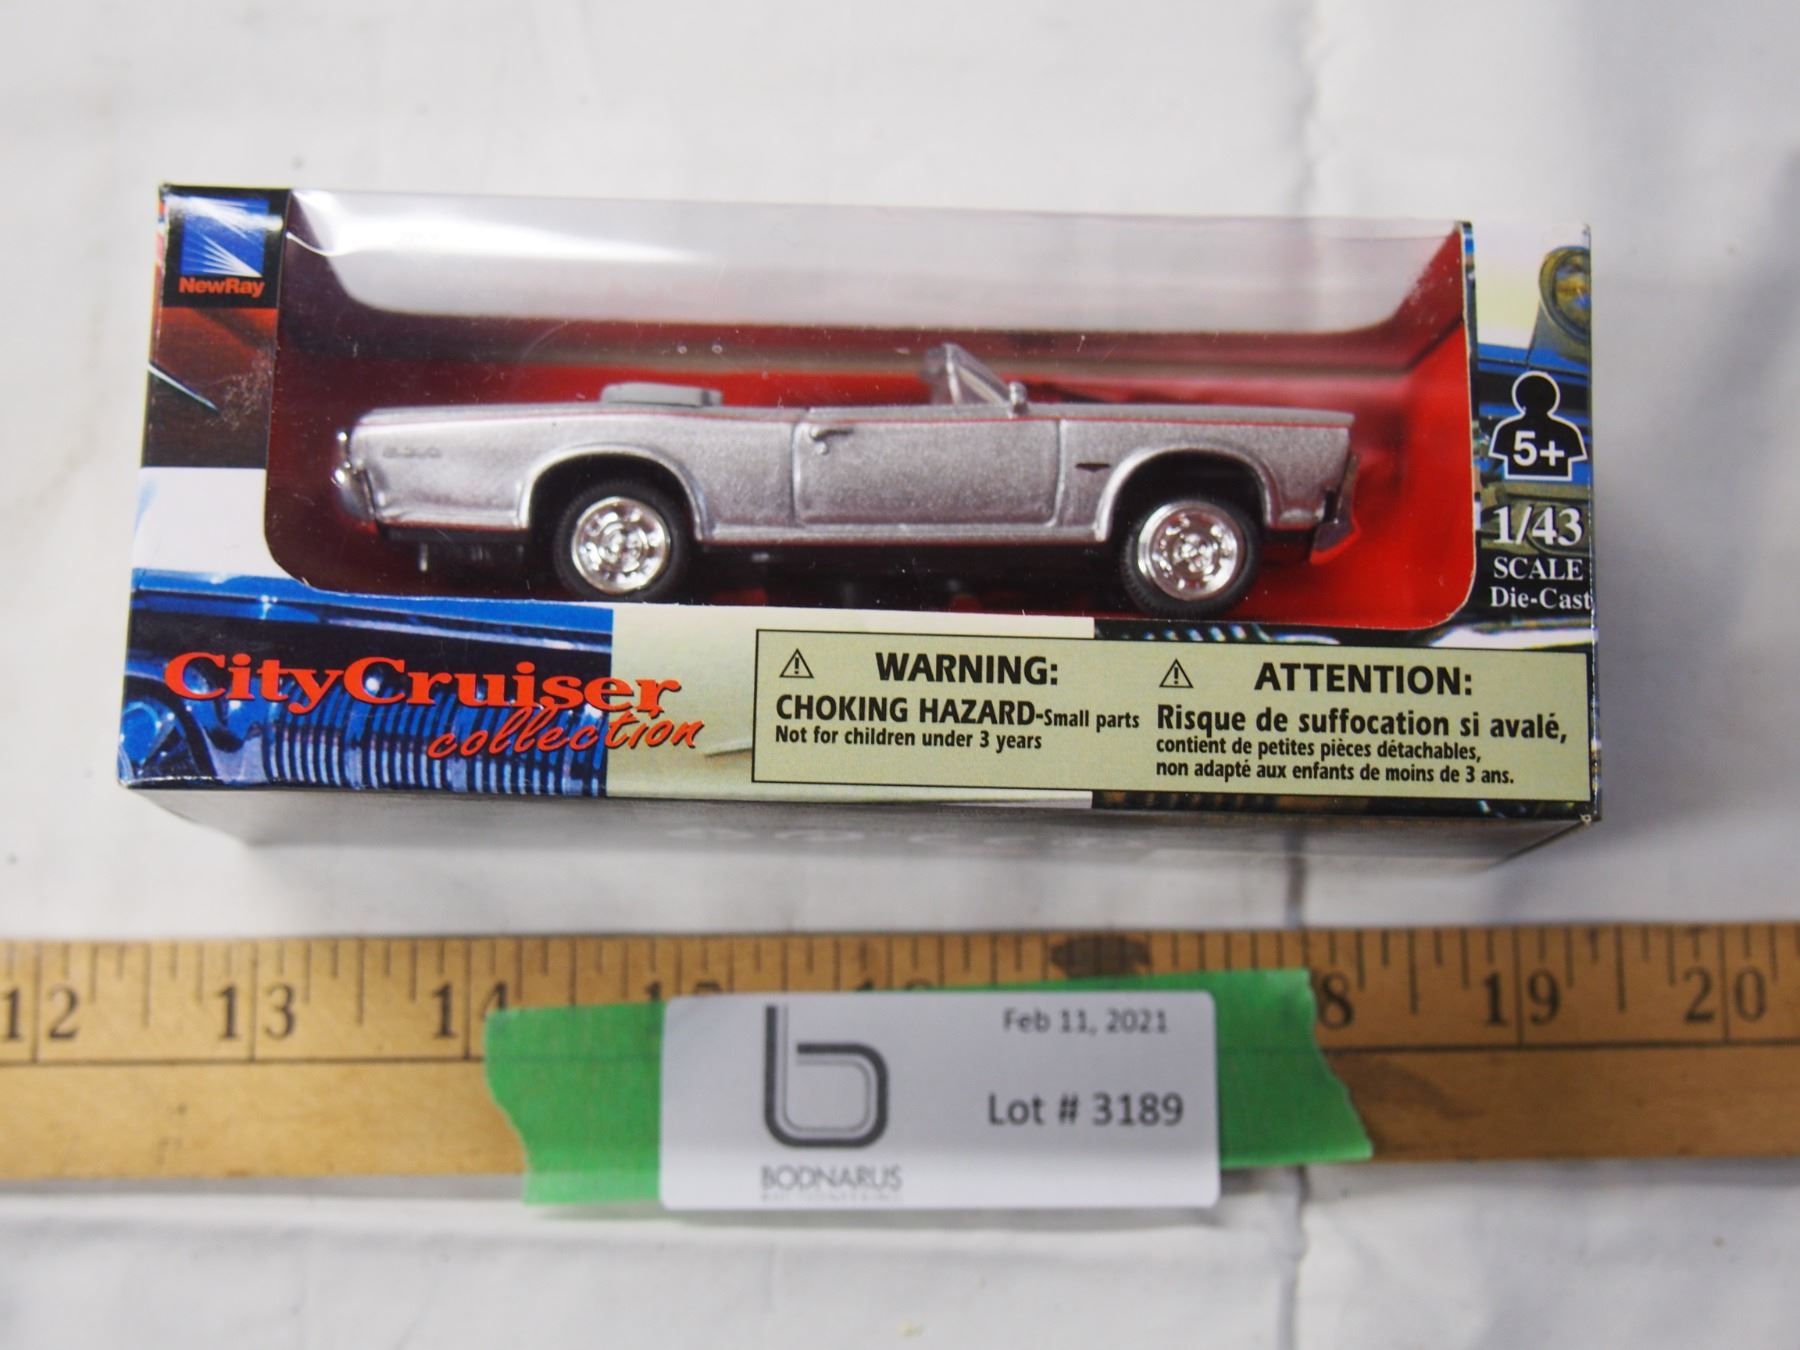 NewRay
5+
1/43
SCALE
Die-Cast
CityCruiser
collection
WARNING:
CHOKING HAZARD-Small parts
Not for children under 3 years
ATTENTION:
Risque de suffocation si avalé,
contient de petites pièces détachables,
non adapté aux enfants de moins de 3 ans.
12 13 14 8 19 20
Feb 11, 2021
Lot # 3189
b
BODNARUS